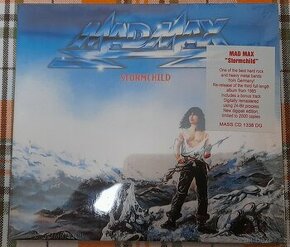 MAD MAX
STORMCHILD
MAD MAX
"Stormchild"
One of the best hard rock
and heavy metal bands
from Germany!
Re-release of the third full length
album from 1985
Includes a bonus track
Digitally remastered
using 24-Bit process
New digipak edition
limited to 2000 copies
MASS CD 1238 DG